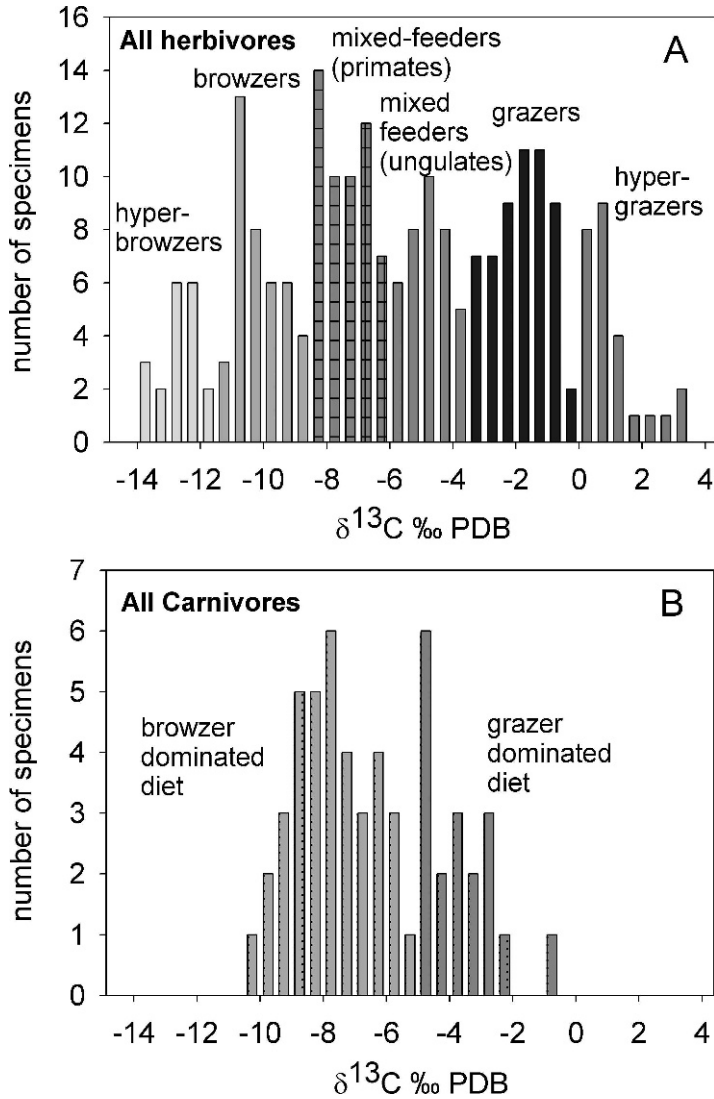 All herbivores
A
mixed-feeders
(primates)
browzers
mixed
feeders
(ungulates)
grazers
hyper-
grazers
hyper-
browzers
number of specimens
16
14
12
10
8
6
4
2
0
-14 -12 -10 -8 -6 -4 -2 0 2 4
δ13C ‰ PDB
All Carnivores
B
browzer
dominated
diet
grazer
dominated
diet
number of specimens
7
6
5
4
3
2
1
0
-14 -12 -10 -8 -6 -4 -2 0 2 4
δ13C ‰ PDB